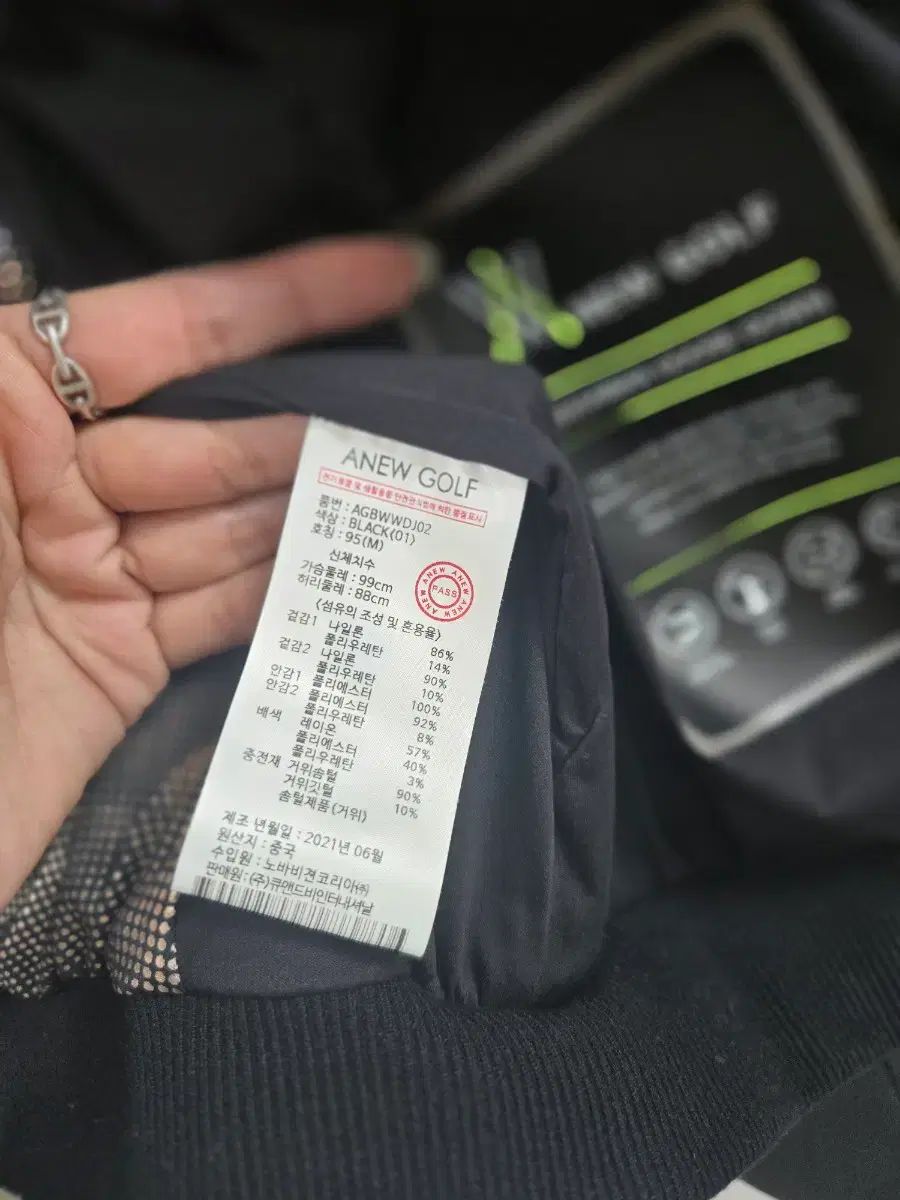 ANEW GOLF
ANEW GOLF
전기용품 및 생활용품 안전관리법에 의한 품질표시
품번 : AGBWWDJ02
색상 : BLACK(01)
호칭 : 95(M)
신체치수
가슴둘레 : 99cm
허리둘레 : 88cm
ANEW ANEW ANEW ANEW
PASS
〈섬유의 조성 및 혼용율〉
겉감1 나일론 86%
폴리우레탄 14%
겉감2 나일론 90%
폴리우레탄 10%
안감1 폴리에스터 100%
안감2 폴리에스터 92%
폴리우레탄 8%
배색 레이온 57%
폴리에스터 40%
폴리우레탄 3%
충전재 거위솜털 90%
거위깃털 10%
솜털제품(거위)
제조 년월일 : 2021년 06월
원산지 : 중국
수입원 : 노바비젼코리아㈜
판매원 : (주)큐앤드비인터내셔날